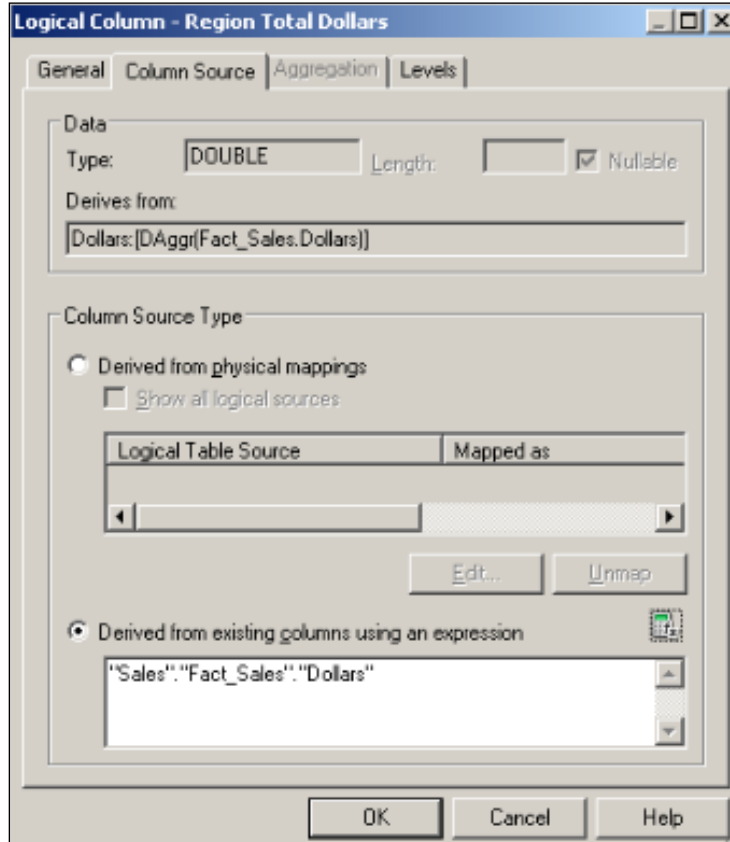 Logical Column - Region Total Dollars
General Column Source Aggregation Levels
Data
Type: DOUBLE Length: Nullable
Derives from:
Dollars:[DAggr(Fact_Sales.Dollars)]
Column Source Type
Derived from physical mappings
Show all logical sources
Logical Table Source Mapped as
Edit... Unmap
Derived from existing columns using an expression
"Sales"."Fact_Sales"."Dollars"
OK Cancel Help